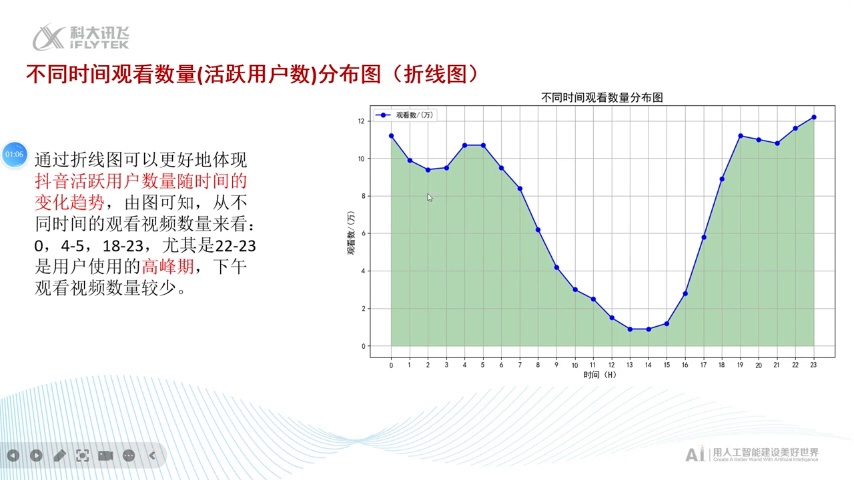 科大讯飞
iFLYTEK
不同时间观看数量(活跃用户数)分布图（折线图）
01:06
通过折线图可以更好地体现
抖音活跃用户数量随时间的
变化趋势，由图可知，从不
同时间的观看视频数量来看：
0，4-5，18-23，尤其是22-23
是用户使用的高峰期，下午
观看视频数量较少。
不同时间观看数量分布图
观看数/(万)
观看数/(万)
12
10
8
6
4
2
0
0 1 2 3 4 5 6 7 8 9 10 11 12 13 14 15 16 17 18 19 20 21 22 23
时间 (H)
AI 用人工智能建设美好世界
Create A Better World With Artificial Intelligence